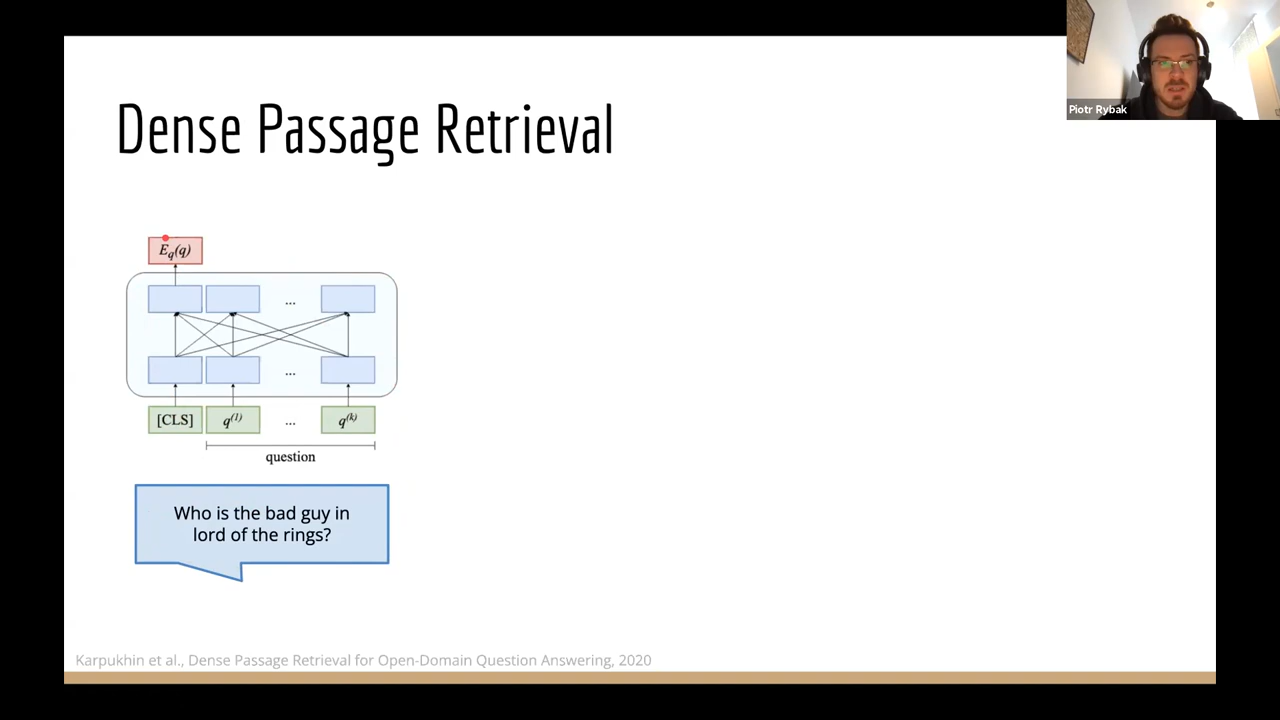 Dense Passage Retrieval
Piotr Rybak
Eq(q)
...
...
[CLS] q(1) ... q(k)
question
Who is the bad guy in
lord of the rings?
Karpukhin et al., Dense Passage Retrieval for Open-Domain Question Answering, 2020